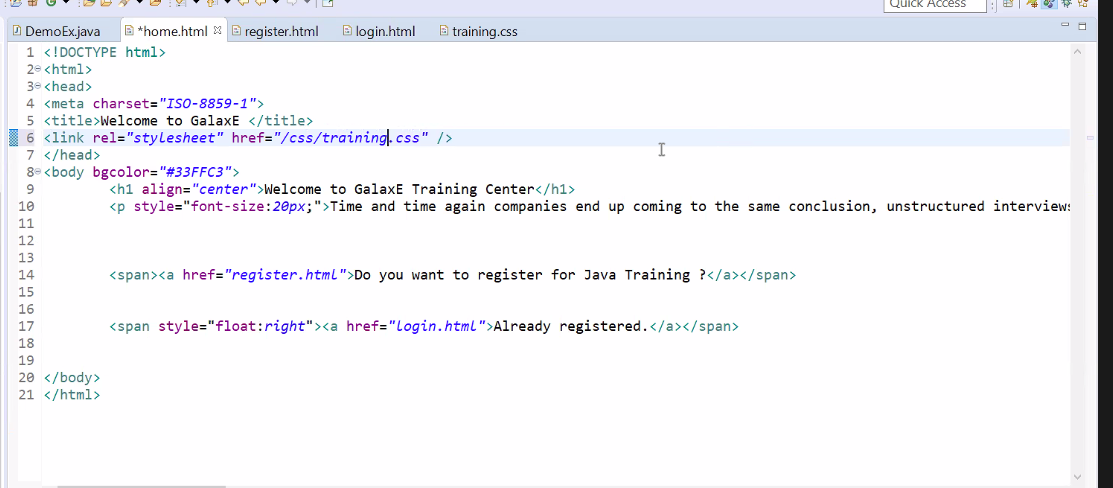 Quick Access
DemoEx.java *home.html register.html login.html training.css
1 <!DOCTYPE html>
2 <html>
3 <head>
4 <meta charset="ISO-8859-1">
5 <title>Welcome to GalaxE </title>
6 <link rel="stylesheet" href="/css/training.css" />
7 </head>
8 <body bgcolor="#33FFC3">
9 <h1 align="center">Welcome to GalaxE Training Center</h1>
10 <p style="font-size:20px;">Time and time again companies end up coming to the same conclusion, unstructured interviews
11
12
13
14 <span><a href="register.html">Do you want to register for Java Training ?</a></span>
15
16
17 <span style="float:right"><a href="login.html">Already registered.</a></span>
18
19
20 </body>
21 </html>